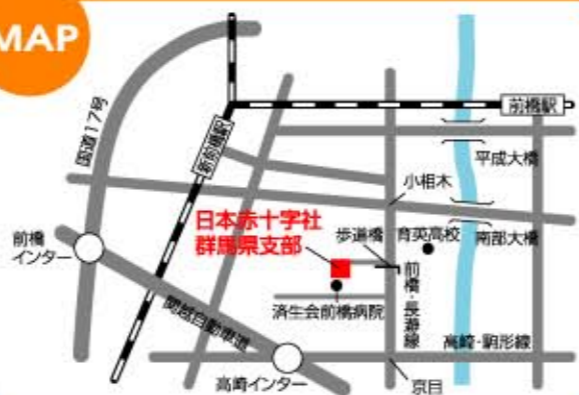 MAP
国道17号
新前橋駅
前橋駅
平成大橋
小相木
日本赤十字社
群馬県支部
歩道橋
育英高校
南部大橋
前橋
インター
前橋・長瀞線
済生会前橋病院
関越自動車道
高崎・駒形線
高崎インター
京目